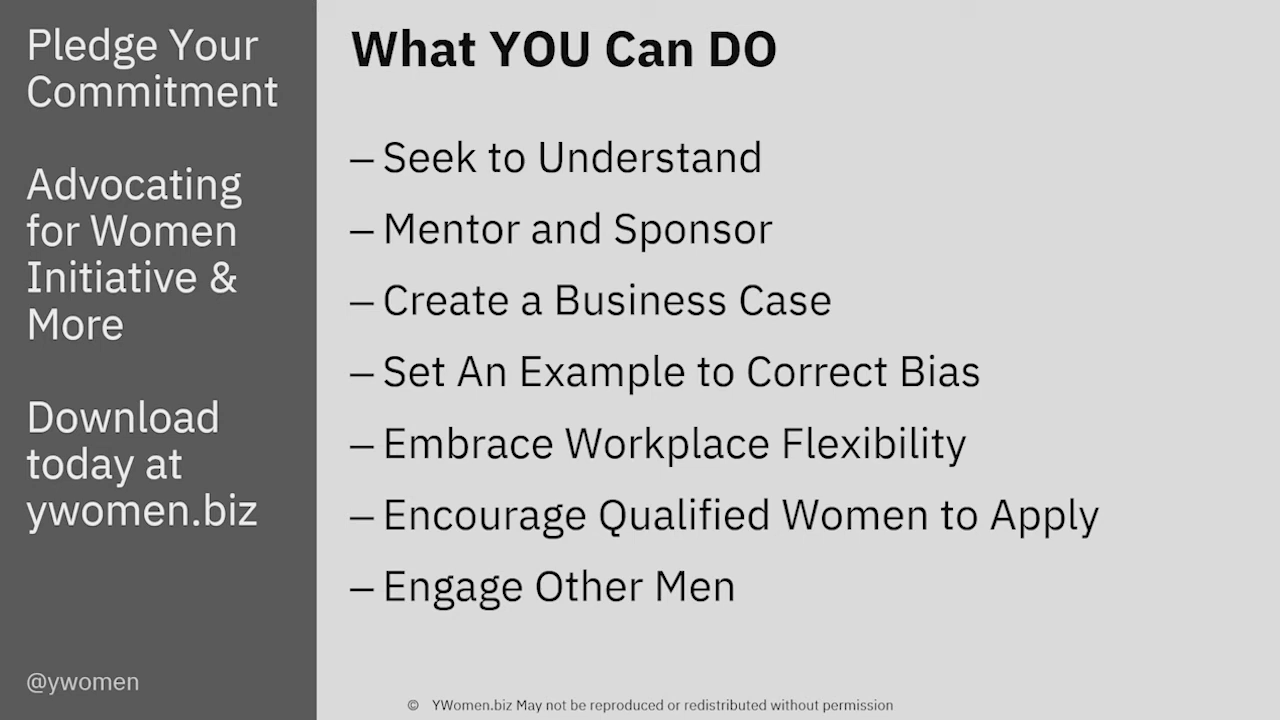 Pledge Your
Commitment
Advocating
for Women
Initiative &
More
Download
today at
ywomen.biz
@ywomen
What YOU Can DO
– Seek to Understand
– Mentor and Sponsor
– Create a Business Case
– Set An Example to Correct Bias
– Embrace Workplace Flexibility
– Encourage Qualified Women to Apply
– Engage Other Men
© YWomen.biz May not be reproduced or redistributed without permission